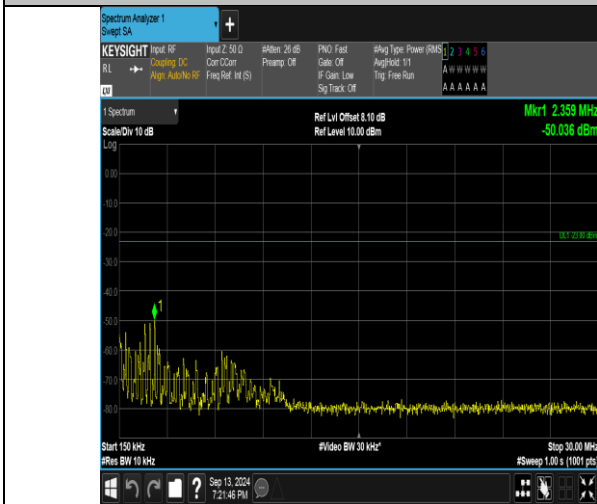 Spectrum Analyzer 1
Swept SA
+
KEYSIGHT
RL
Input: RF
Coupling: DC
Align: Auto/No RF
Input Z: 50 Ω
Corr CCorr
Freq Ref: Int (S)
#Atten: 26 dB
Preamp: Off
PNO: Fast
Gate: Off
IF Gain: Low
Sig Track: Off
#Avg Type: Power (RMS
Avg|Hold: 1/1
Trig: Free Run
1 2 3 4 5 6
A W W W W W
A A A A A A
1 Spectrum
Scale/Div 10 dB
Log
Ref Lvl Offset 8.10 dB
Ref Level 10.00 dBm
Mkr1 2.359 MHz
-50.036 dBm
0.00
-10.0
-20.0
DL1 -23.00 dBm
-30.0
-40.0
1
-50.0
-60.0
-70.0
-80.0
Start 150 kHz
#Res BW 10 kHz
#Video BW 30 kHz*
Stop 30.00 MHz
#Sweep 1.00 s (1001 pts)
?
Sep 13, 2024
7:21:46 PM